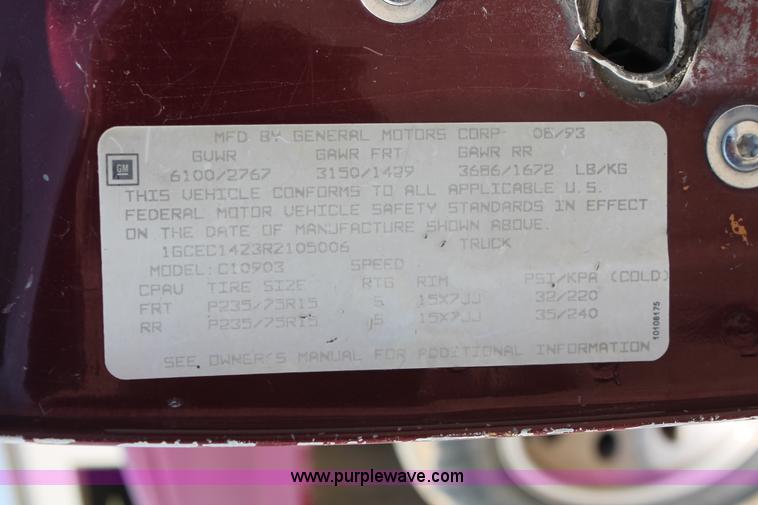 MFD BY GENERAL MOTORS CORP- 06/93
GVWR GAWR FRT GAWR RR
GM 6100/2767 3150/1429 3686/1672 LB/KG
THIS VEHICLE CONFORMS TO ALL APPLICABLE U.S.
FEDERAL MOTOR VEHICLE SAFETY STANDARDS IN EFFECT
ON THE DATE OF MANUFACTURE SHOWN ABOVE.
1GCEC14Z3R2105006 TRUCK
MODEL: C10903 SPEED
CPAV TIRE SIZE RTG RIM PSI/KPA (COLD)
FRT P235/75R15 S 15X7JJ 32/220
RR P235/75R15 S 15X7JJ 35/240
10108175
SEE OWNER'S MANUAL FOR ADDITIONAL INFORMATION
www.purplewave.com